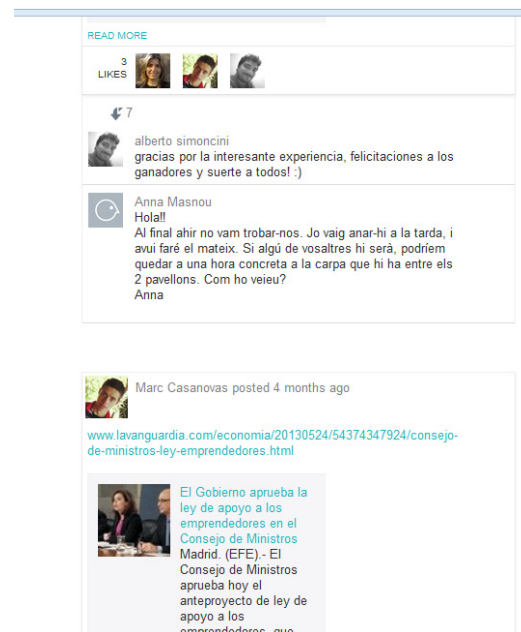 READ MORE
3
LIKES
7
alberto simoncini
gracias por la interesante experiencia, felicitaciones a los
ganadores y suerte a todos! :)
Anna Masnou
Hola!!
Al final ahir no vam trobar-nos. Jo vaig anar-hi a la tarda, i
avui faré el mateix. Si algú de vosaltres hi serà, podríem
quedar a una hora concreta a la carpa que hi ha entre els
2 pavellons. Com ho veieu?
Anna
Marc Casanovas posted 4 months ago
www.lavanguardia.com/economia/20130524/54374347924/consejo-
de-ministros-ley-emprendedores.html
El Gobierno aprueba la
ley de apoyo a los
emprendedores en el
Consejo de Ministros
Madrid. (EFE).- El
Consejo de Ministros
aprueba hoy el
anteproyecto de ley de
apoyo a los
emprendedores, que